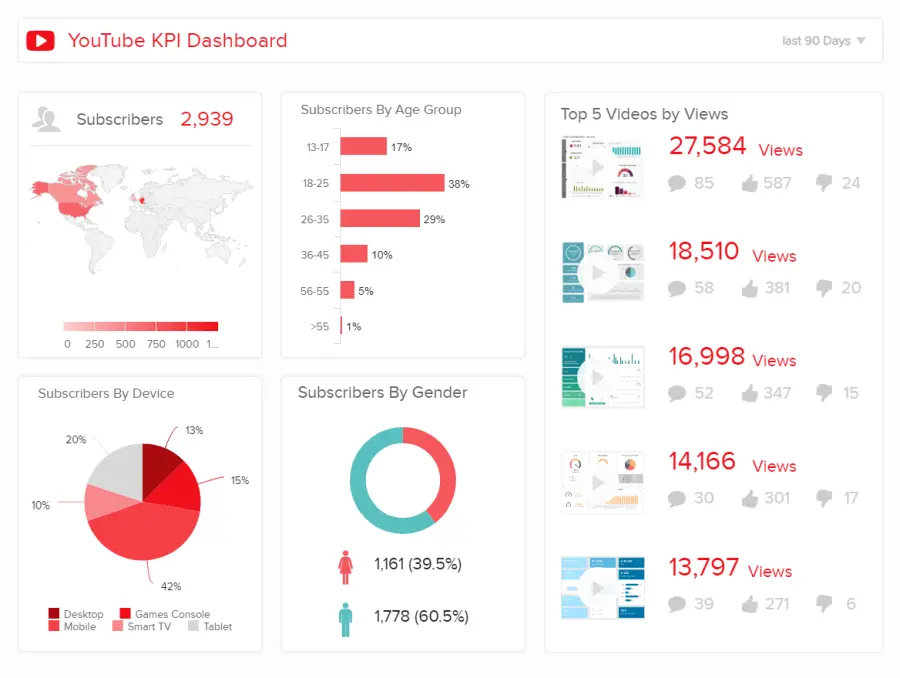 YouTube KPI Dashboard
last 90 Days
Subscribers 2,939
0 250 500 750 1000 1...
Subscribers By Age Group
13-17 17%
18-25 38%
26-35 29%
36-45 10%
56-55 5%
>55 1%
Top 5 Videos by Views
27,584 Views
85 587 24
18,510 Views
58 381 20
16,998 Views
52 347 15
14,166 Views
30 301 17
13,797 Views
39 271 6
Subscribers By Device
13%
20%
15%
10%
42%
Desktop Games Console
Mobile Smart TV Tablet
Subscribers By Gender
1,161 (39.5%)
1,778 (60.5%)